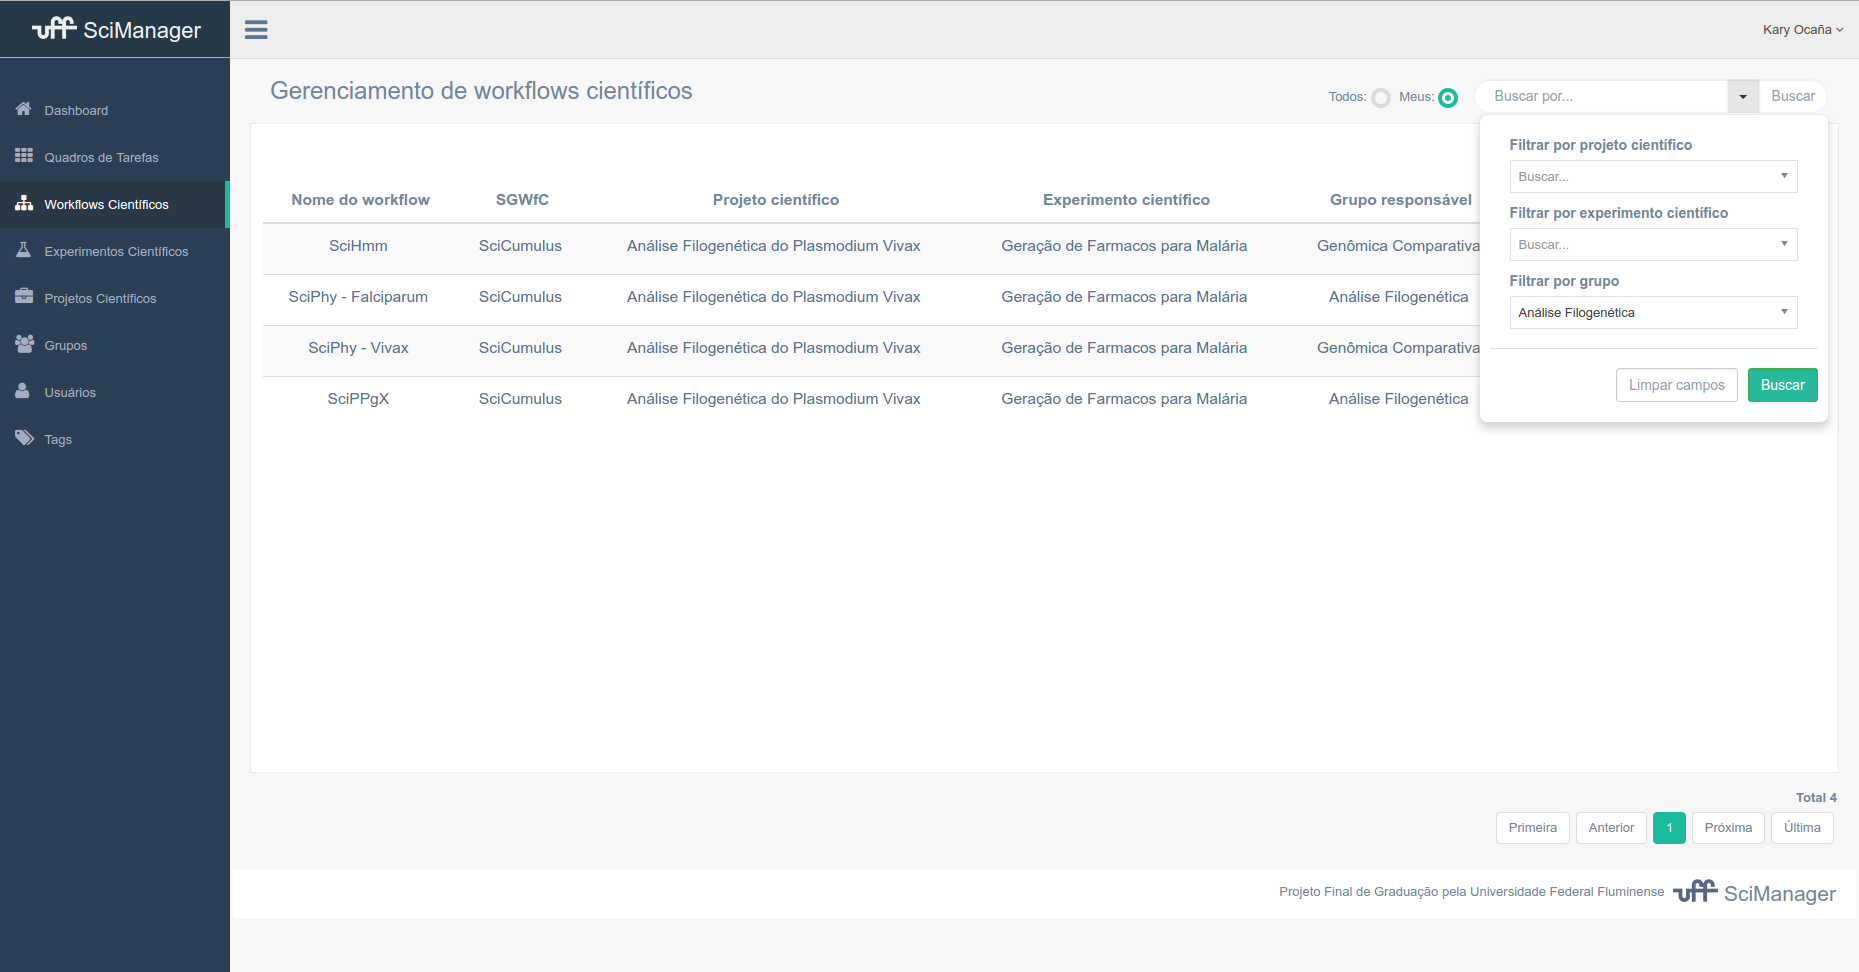 uff SciManager
Kary Ocaña
Dashboard
Quadros de Tarefas
Workflows Científicos
Experimentos Científicos
Projetos Científicos
Grupos
Usuários
Tags
Gerenciamento de workflows científicos
Todos: Meus: Buscar por... Buscar
Filtrar por projeto científico
Buscar...
Filtrar por experimento científico
Buscar...
Filtrar por grupo
Análise Filogenética
Limpar campos Buscar
Nome do workflow SGWfC Projeto científico Experimento científico Grupo responsável
SciHmm SciCumulus Análise Filogenética do Plasmodium Vivax Geração de Farmacos para Malária Genômica Comparativa
SciPhy - Falciparum SciCumulus Análise Filogenética do Plasmodium Vivax Geração de Farmacos para Malária Análise Filogenética
SciPhy - Vivax SciCumulus Análise Filogenética do Plasmodium Vivax Geração de Farmacos para Malária Genômica Comparativa
SciPPgX SciCumulus Análise Filogenética do Plasmodium Vivax Geração de Farmacos para Malária Análise Filogenética
Total 4
Primeira Anterior 1 Próxima Última
Projeto Final de Graduação pela Universidade Federal Fluminense uff SciManager